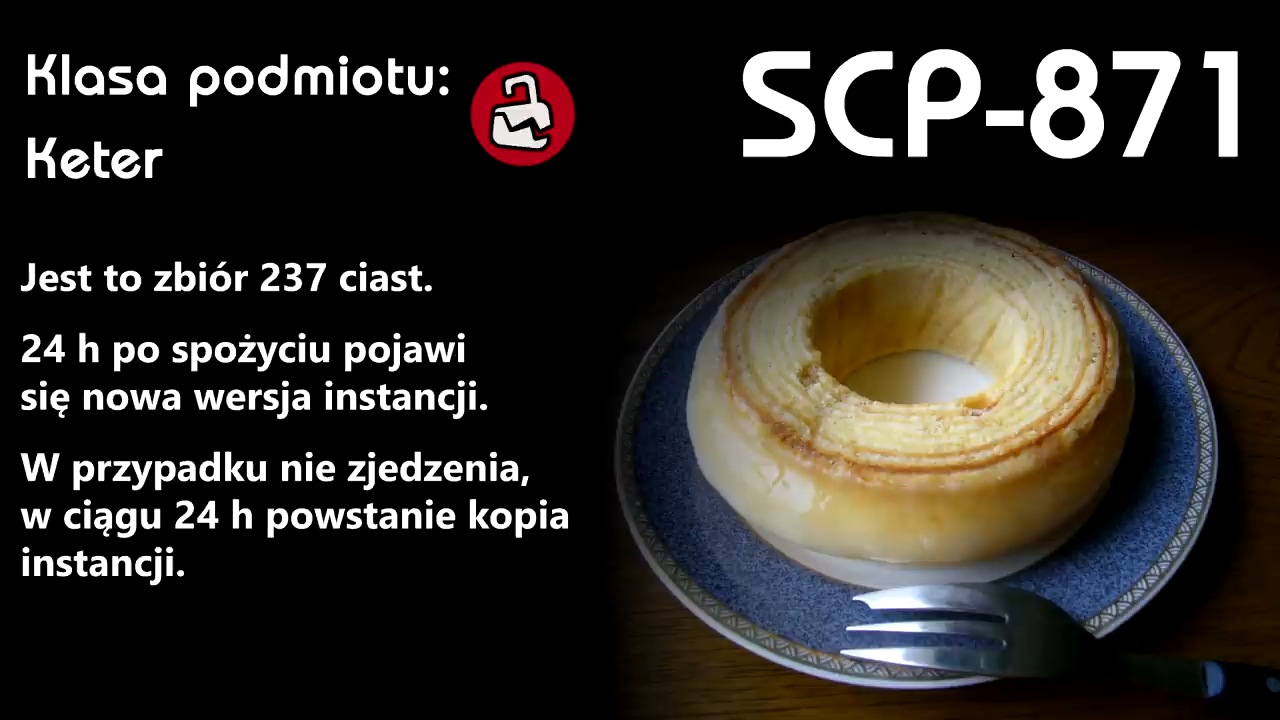 Klasa podmiotu:
Keter
SCP-871
Jest to zbiór 237 ciast.
24 h po spożyciu pojawi
się nowa wersja instancji.
W przypadku nie zjedzenia,
w ciągu 24 h powstanie kopia
instancji.